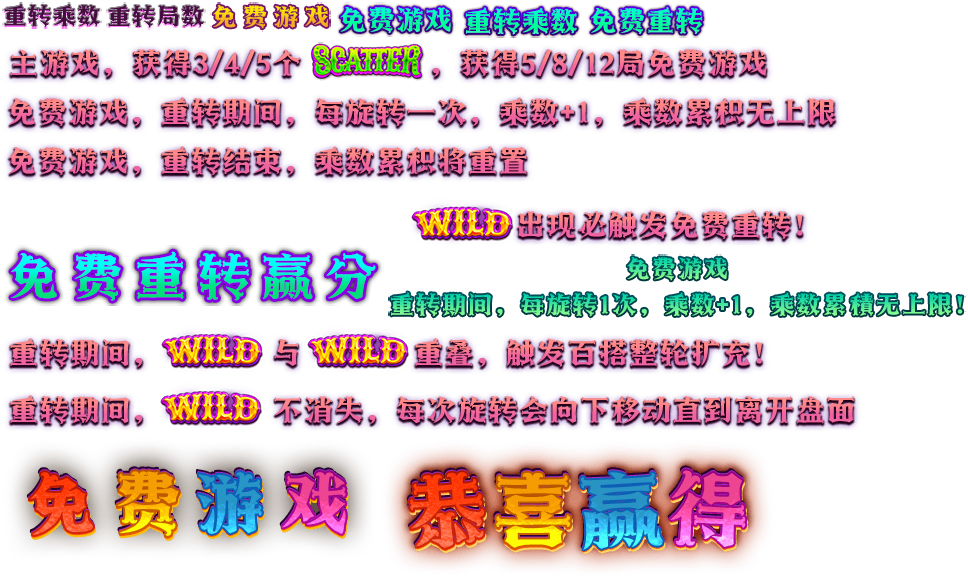 重转乘数 重转局数 免费游戏 免费游戏 重转乘数 免费重转
主游戏，获得3/4/5个 SCATTER ，获得5/8/12局免费游戏
免费游戏，重转期间，每旋转一次，乘数+1，乘数累积无上限
免费游戏，重转结束，乘数累积将重置
WILD 出现必触发免费重转！
免费重转赢分
免费游戏
重转期间，每旋转1次，乘数+1，乘数累積无上限！
重转期间，WILD 与 WILD 重叠，触发百搭整轮扩充！
重转期间，WILD 不消失，每次旋转会向下移动直到离开盘面
免费游戏 恭喜赢得